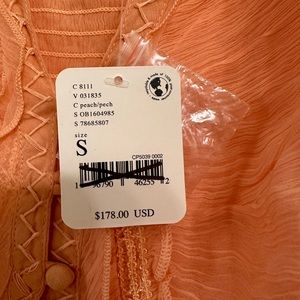 C 8111
V 031835
C peach/pech
S OB1604985
S 78685807
size
S
CP5039 0002
$178.00 USD